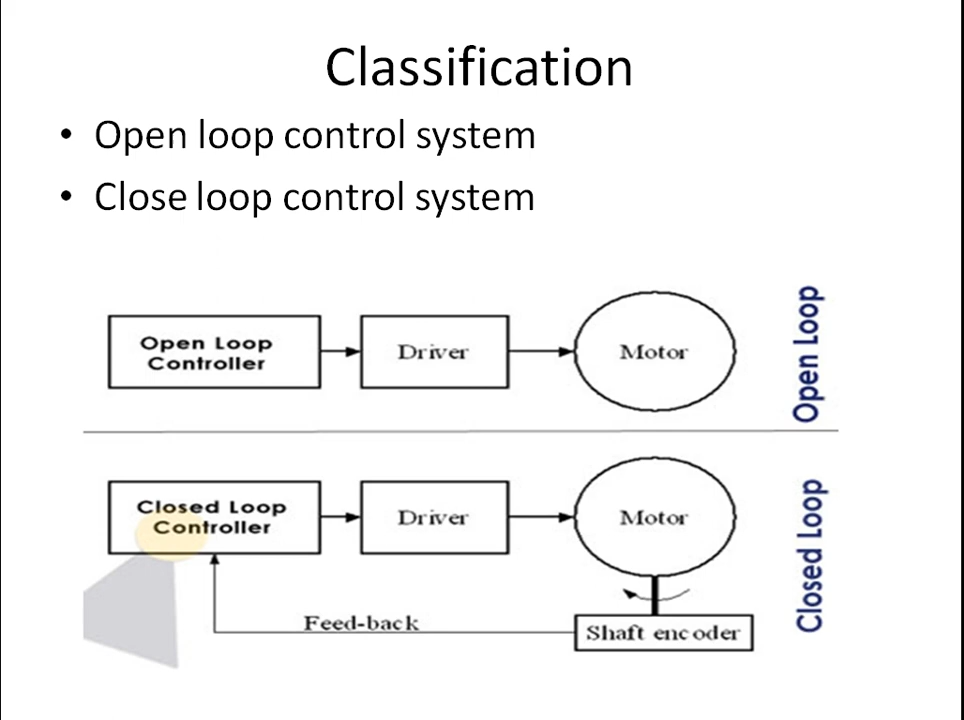 Classification
• Open loop control system
• Close loop control system
Open Loop
Controller
Driver
Motor
Open Loop
Closed Loop
Controller
Driver
Motor
Closed Loop
Feed-back
Shaft encoder